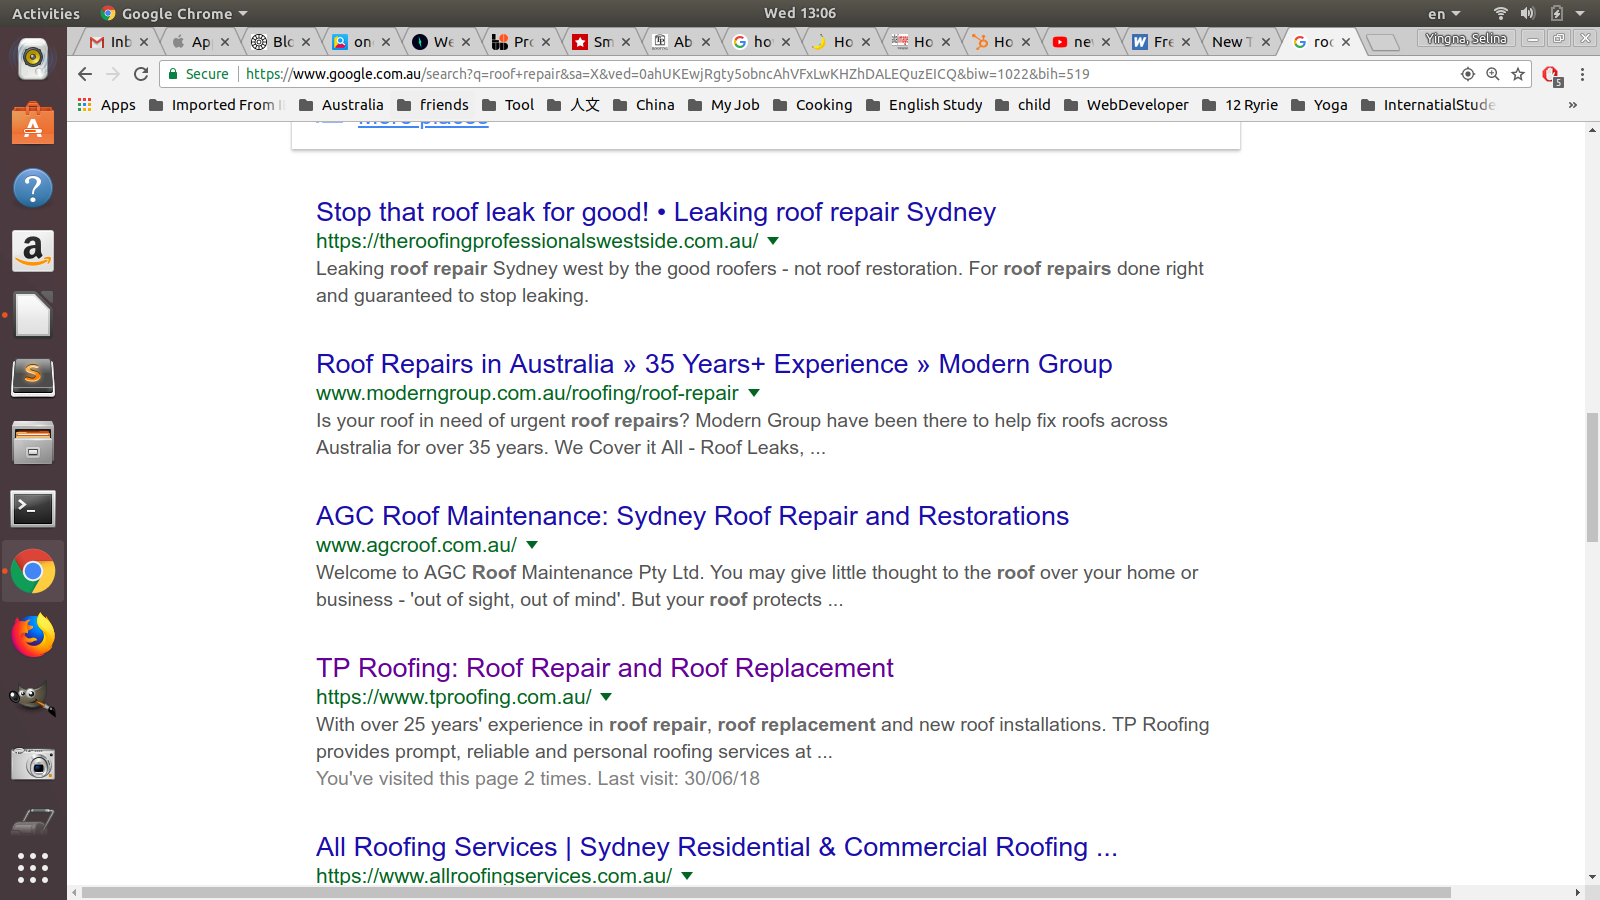 Activities Google Chrome Wed 13:06 en
Inb App Blo on We Pro Sm Ab ho Ho Ho Ho nev Fre New T roo Yingna, Selina
Secure https://www.google.com.au/search?q=roof+repair&sa=X&ved=0ahUKEwjRgty5obncAhVFxLwKHZhDALEQuzEICQ&biw=1022&bih=519 5
Apps Imported From Australia friends Tool 人文 China My Job Cooking English Study child WebDeveloper 12 Ryrie Yoga InternatialStude »
More places
Stop that roof leak for good! • Leaking roof repair Sydney
https://theroofingprofessionalswestside.com.au/
Leaking roof repair Sydney west by the good roofers - not roof restoration. For roof repairs done right
and guaranteed to stop leaking.
Roof Repairs in Australia » 35 Years+ Experience » Modern Group
www.moderngroup.com.au/roofing/roof-repair
Is your roof in need of urgent roof repairs? Modern Group have been there to help fix roofs across
Australia for over 35 years. We Cover it All - Roof Leaks, ...
AGC Roof Maintenance: Sydney Roof Repair and Restorations
www.agcroof.com.au/
Welcome to AGC Roof Maintenance Pty Ltd. You may give little thought to the roof over your home or
business - 'out of sight, out of mind'. But your roof protects ...
TP Roofing: Roof Repair and Roof Replacement
https://www.tproofing.com.au/
With over 25 years' experience in roof repair, roof replacement and new roof installations. TP Roofing
provides prompt, reliable and personal roofing services at ...
You've visited this page 2 times. Last visit: 30/06/18
All Roofing Services | Sydney Residential & Commercial Roofing ...
https://www.allroofingservices.com.au/